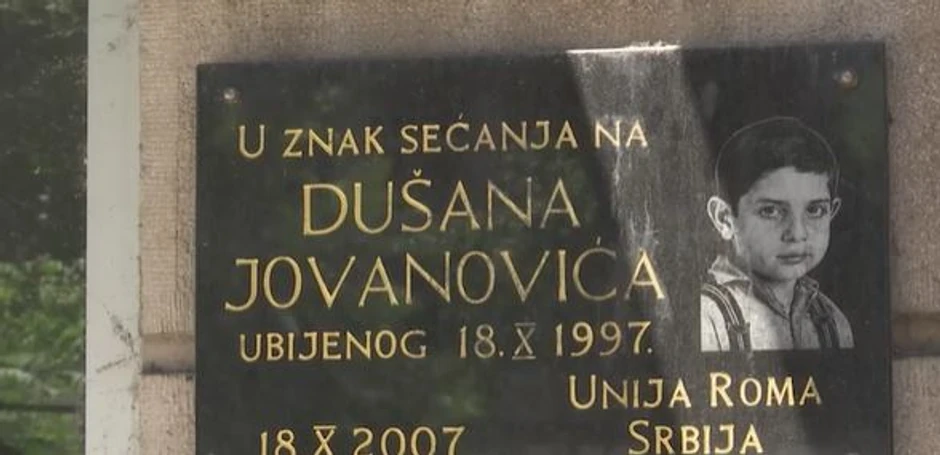 U ZNAK SEĆANJA NA
DUŠANA
JOVANOVIĆA
UBIJENOG 18.X 1997.
UNIJA ROMA
18 X 2007 SRBIJA